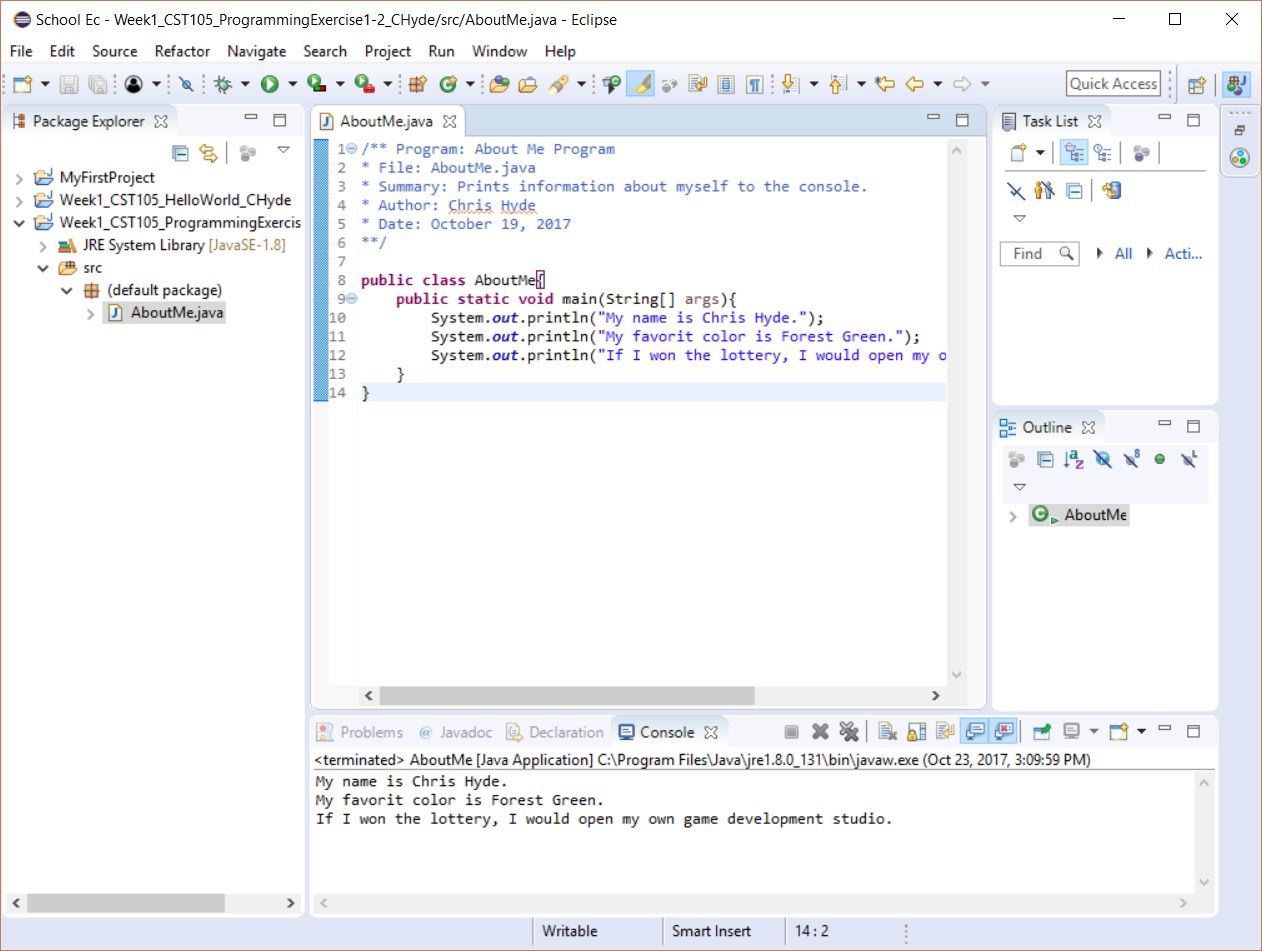 School Ec - Week1_CST105_ProgrammingExercise1-2_CHyde/src/AboutMe.java - Eclipse
File Edit Source Refactor Navigate Search Project Run Window Help
Quick Access
Package Explorer
MyFirstProject
Week1_CST105_HelloWorld_CHyde
Week1_CST105_ProgrammingExercis
JRE System Library [JavaSE-1.8]
src
(default package)
AboutMe.java
AboutMe.java
1 /** Program: About Me Program
2 * File: AboutMe.java
3 * Summary: Prints information about myself to the console.
4 * Author: Chris Hyde
5 * Date: October 19, 2017
6 **/
7
8 public class AboutMe{
9 public static void main(String[] args){
10 System.out.println("My name is Chris Hyde.");
11 System.out.println("My favorit color is Forest Green.");
12 System.out.println("If I won the lottery, I would open my o
13 }
14 }
Task List
Find All Acti...
Outline
AboutMe
Problems @ Javadoc Declaration Console
<terminated> AboutMe [Java Application] C:\Program Files\Java\jre1.8.0_131\bin\javaw.exe (Oct 23, 2017, 3:09:59 PM)
My name is Chris Hyde.
My favorit color is Forest Green.
If I won the lottery, I would open my own game development studio.
Writable Smart Insert 14 : 2